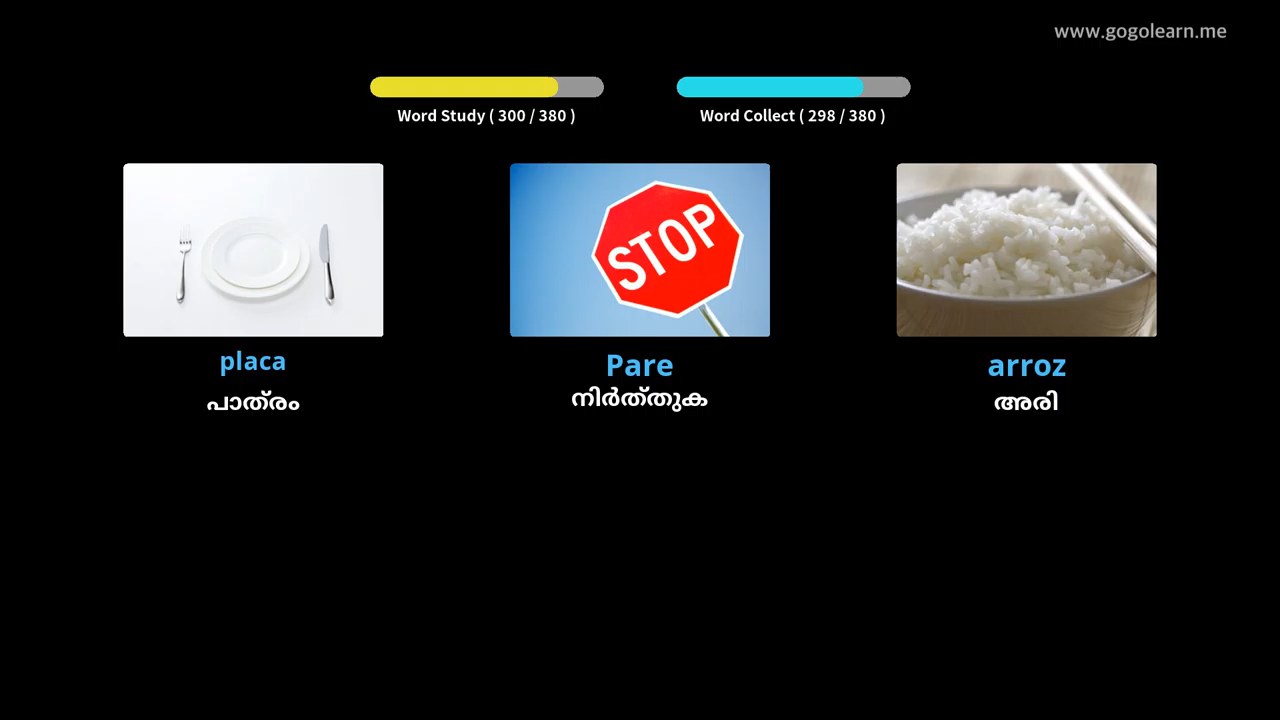 www.gogolearn.me
Word Study ( 300 / 380 )
Word Collect ( 298 / 380 )
STOP
placa
പാത്രം
Pare
നിർത്തുക
arroz
അരി